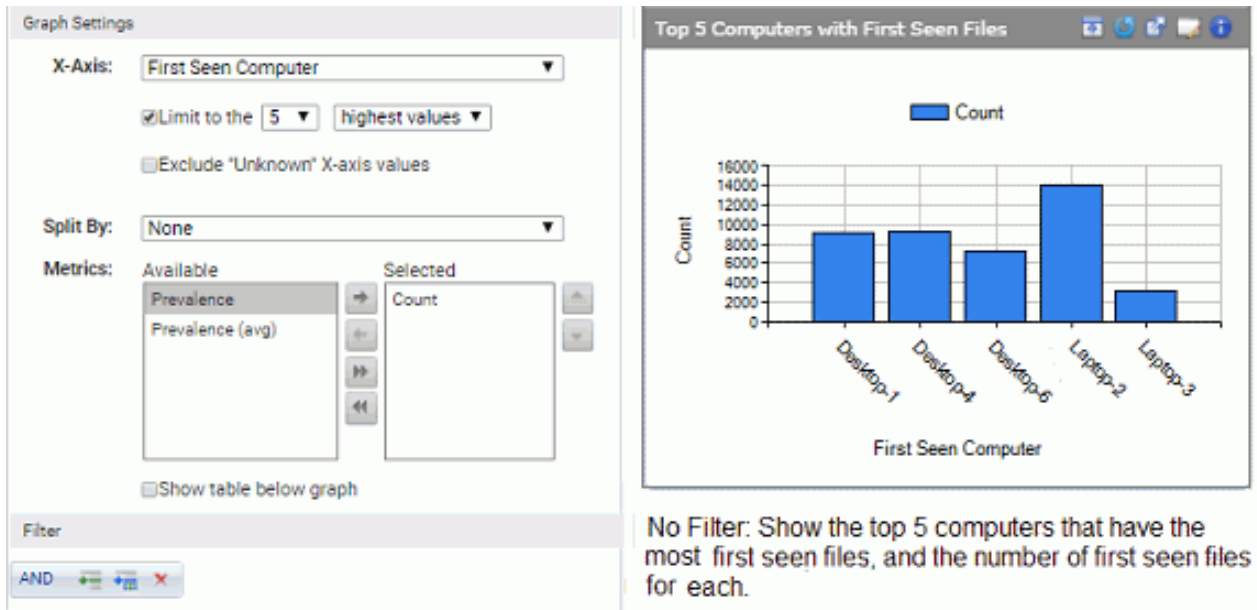 Graph Settings
X-Axis: First Seen Computer
Limit to the 5 highest values
Exclude "Unknown" X-axis values
Split By: None
Metrics: Available Selected
Prevalence Count
Prevalence (avg)
Show table below graph
Filter
AND
Top 5 Computers with First Seen Files
Count
16000
14000
12000
10000
8000
6000
4000
2000
0
Count
Desktop-1 Desktop-4 Desktop-6 Laptop-2 Laptop-3
First Seen Computer
No Filter: Show the top 5 computers that have the
most first seen files, and the number of first seen files
for each.